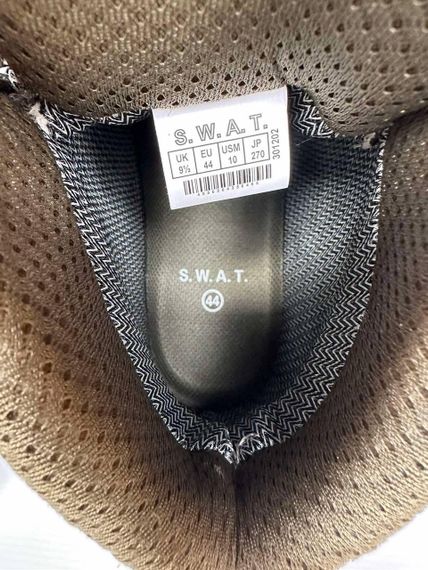 S.W.A.T.
UK EU USM JP
9½ 44 10 270
301202
S.W.A.T.
44